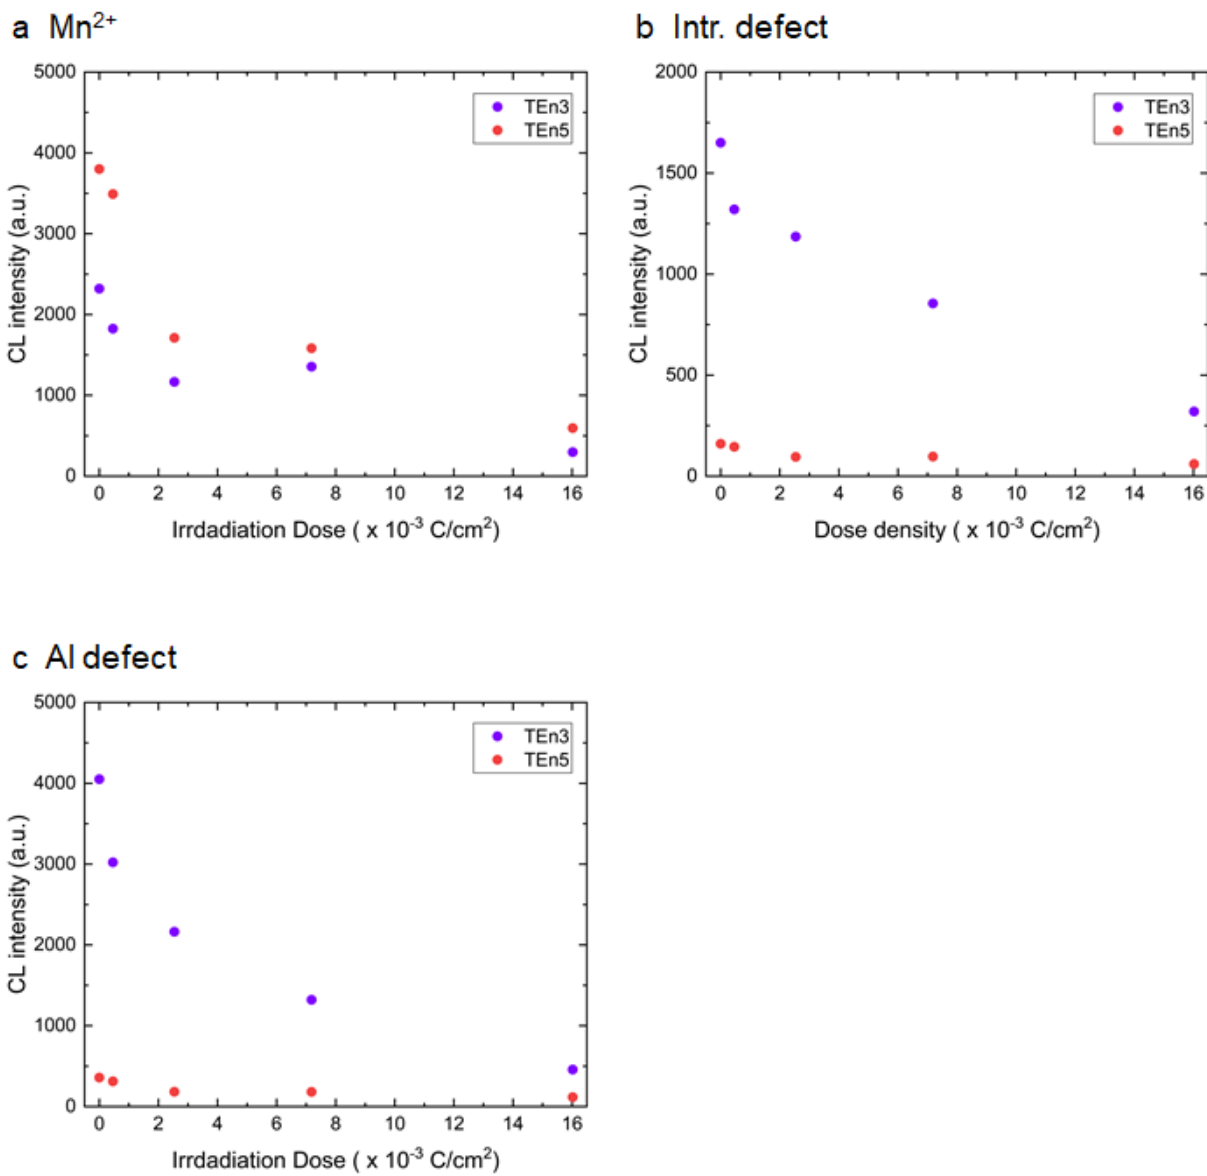 a Mn²⁺
5000
4000
3000
2000
1000
0
CL intensity (a.u.)
TEn3
TEn5
0 2 4 6 8 10 12 14 16
Irrdadiation Dose ( x 10⁻³ C/cm²)
b Intr. defect
2000
1500
1000
500
0
CL intensity (a.u.)
TEn3
TEn5
0 2 4 6 8 10 12 14 16
Dose density ( x 10⁻³ C/cm²)
c Al defect
5000
4000
3000
2000
1000
0
CL intensity (a.u.)
TEn3
TEn5
0 2 4 6 8 10 12 14 16
Irrdadiation Dose ( x 10⁻³ C/cm²)